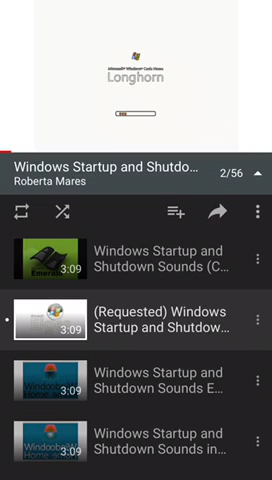 Microsoft® Windows® Code Name
Longhorn
Windows Startup and Shutdo...
Roberta Mares
2/56
Windows Startup and
Shutdown Sounds (C...
Emerald
3:09
(Requested) Windows
Startup and Shutdow...
3:09
Windows Startup and
Shutdown Sounds E...
3:09
Windows Startup and
Shutdown Sounds in...
3:09